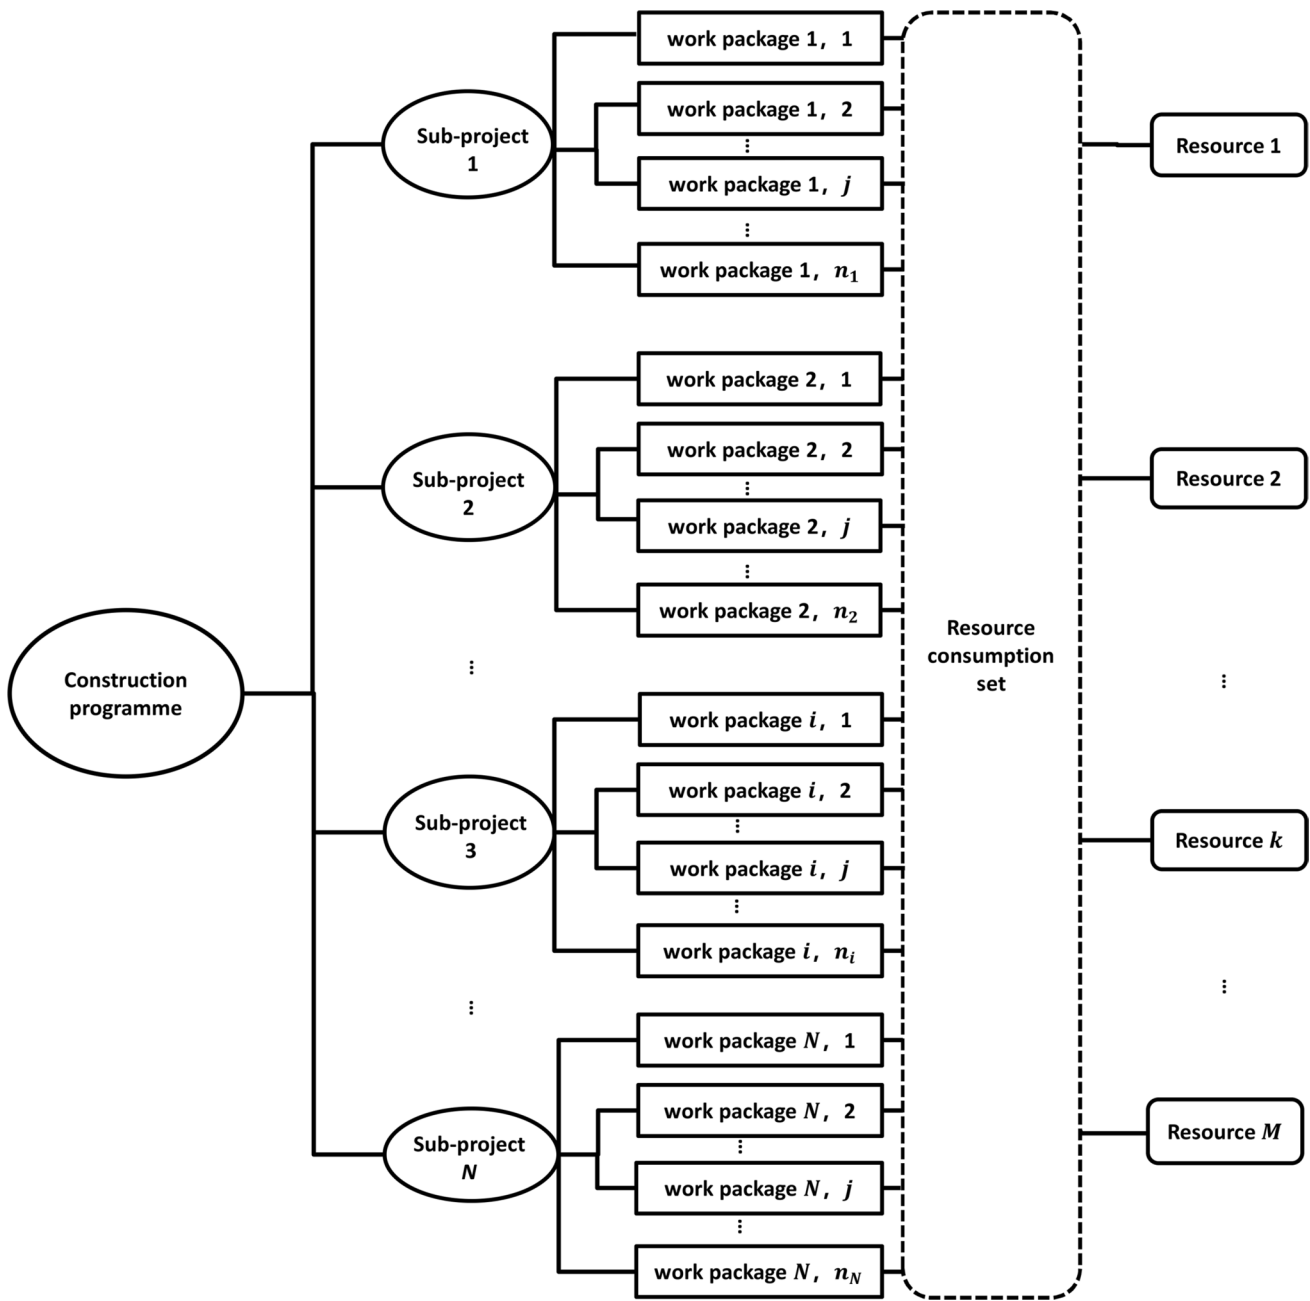 Construction
programme
Sub-project
1
Sub-project
2
⋮
Sub-project
3
⋮
Sub-project
N
work package 1, 1
work package 1, 2
⋮
work package 1, j
⋮
work package 1, n₁
work package 2, 1
work package 2, 2
⋮
work package 2, j
⋮
work package 2, n₂
work package i, 1
work package i, 2
⋮
work package i, j
⋮
work package i, nᵢ
work package N, 1
work package N, 2
⋮
work package N, j
⋮
work package N, n_N
Resource
consumption
set
Resource 1
Resource 2
⋮
Resource k
⋮
Resource M